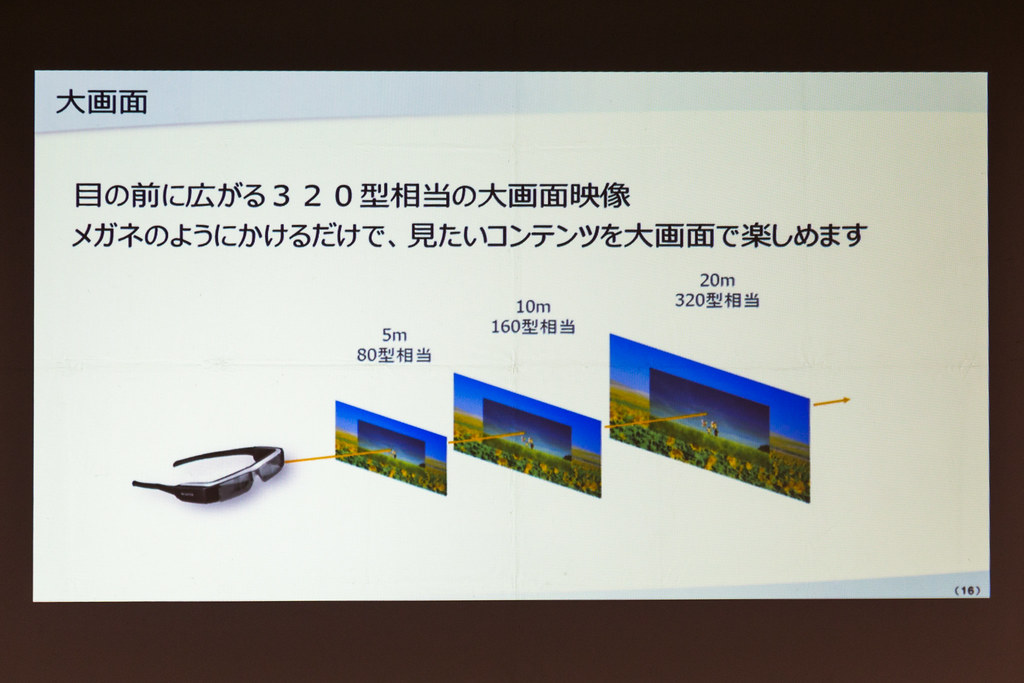 大画面
目の前に広がる320型相当の大画面映像
メガネのようにかけるだけで、見たいコンテンツを大画面で楽しめます
5m
80型相当
10m
160型相当
20m
320型相当
(16)